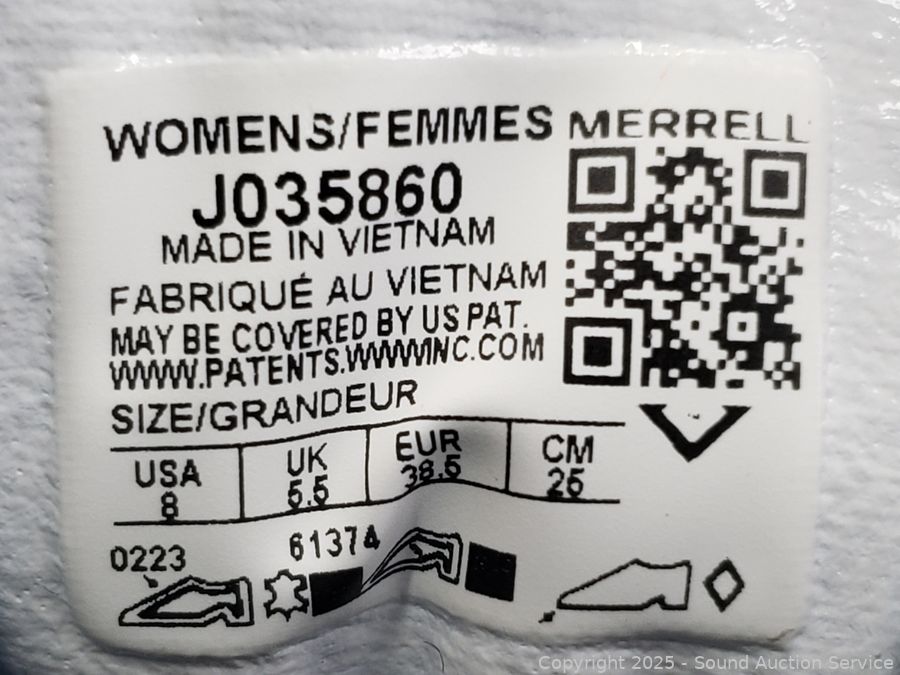 WOMENS/FEMMES
MERRELL
J035860
MADE IN VIETNAM
FABRIQUÉ AU VIETNAM
MAY BE COVERED BY US PAT.
WWW.PATENTS.WWWINC.COM
SIZE/GRANDEUR
USA UK EUR CM
8 5.5 38.5 25
0223 61374
Copyright 2025 - Sound Auction Service